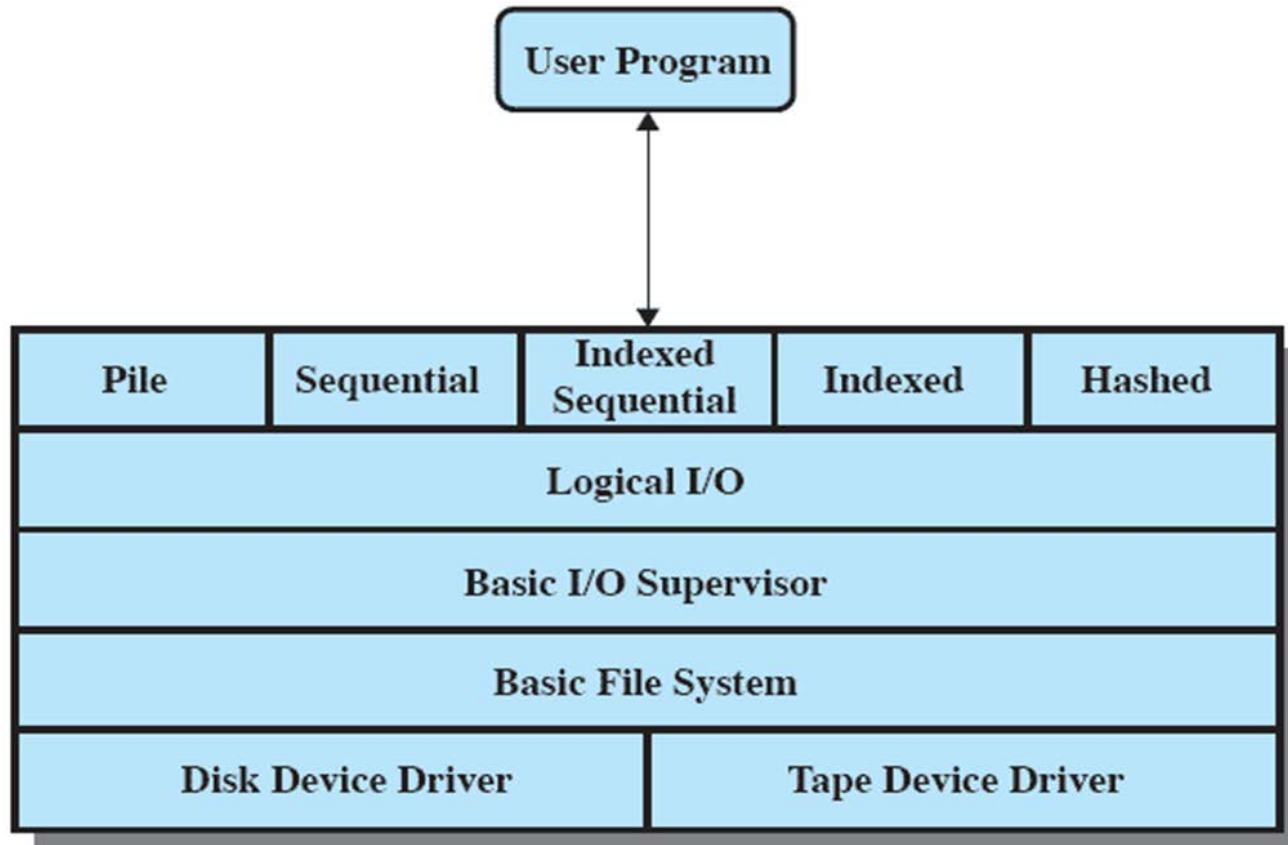 User Program
Pile
Sequential
Indexed
Sequential
Indexed
Hashed
Logical I/O
Basic I/O Supervisor
Basic File System
Disk Device Driver
Tape Device Driver